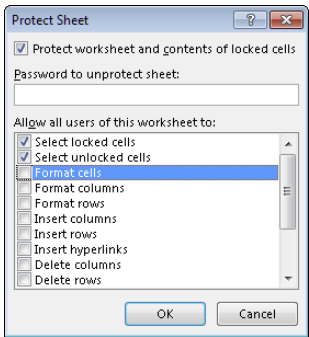 Protect Sheet
Protect worksheet and contents of locked cells
Password to unprotect sheet:
Allow all users of this worksheet to:
Select locked cells
Select unlocked cells
Format cells
Format columns
Format rows
Insert columns
Insert rows
Insert hyperlinks
Delete columns
Delete rows
OK Cancel